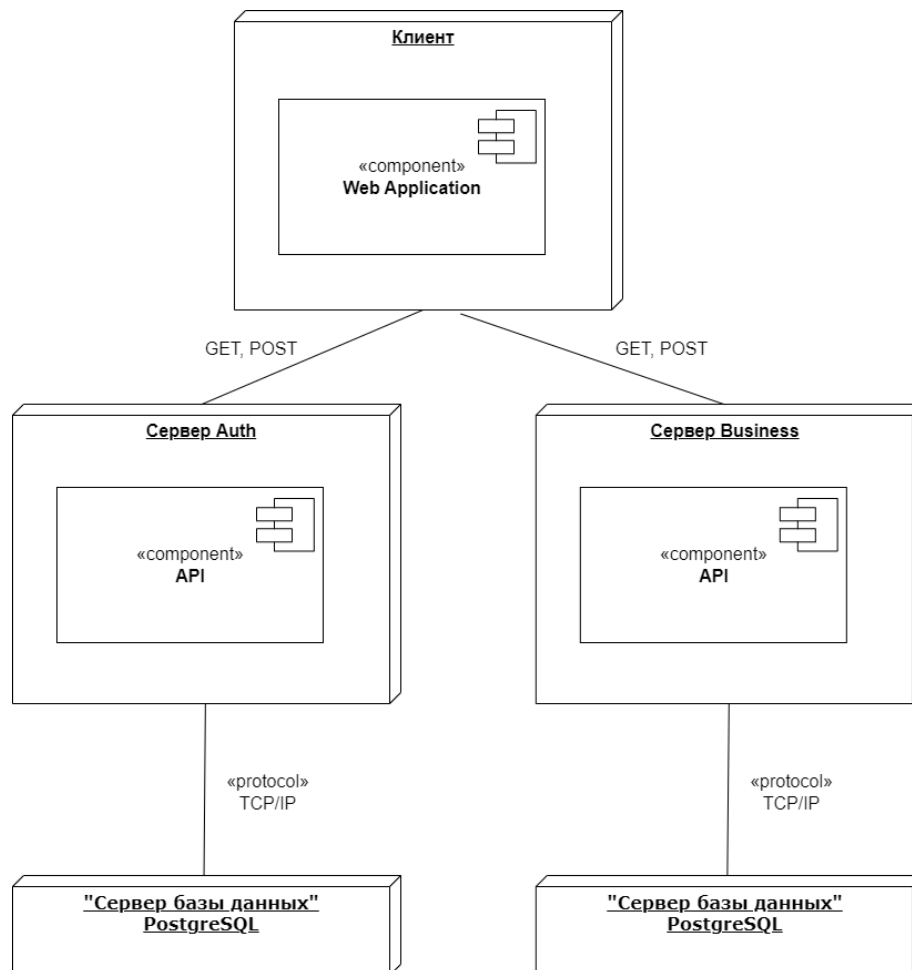 Клиент
«component»
Web Application
GET, POST
GET, POST
Сервер Auth
Сервер Business
«component»
API
«component»
API
«protocol»
TCP/IP
«protocol»
TCP/IP
"Сервер базы данных"
PostgreSQL
"Сервер базы данных"
PostgreSQL